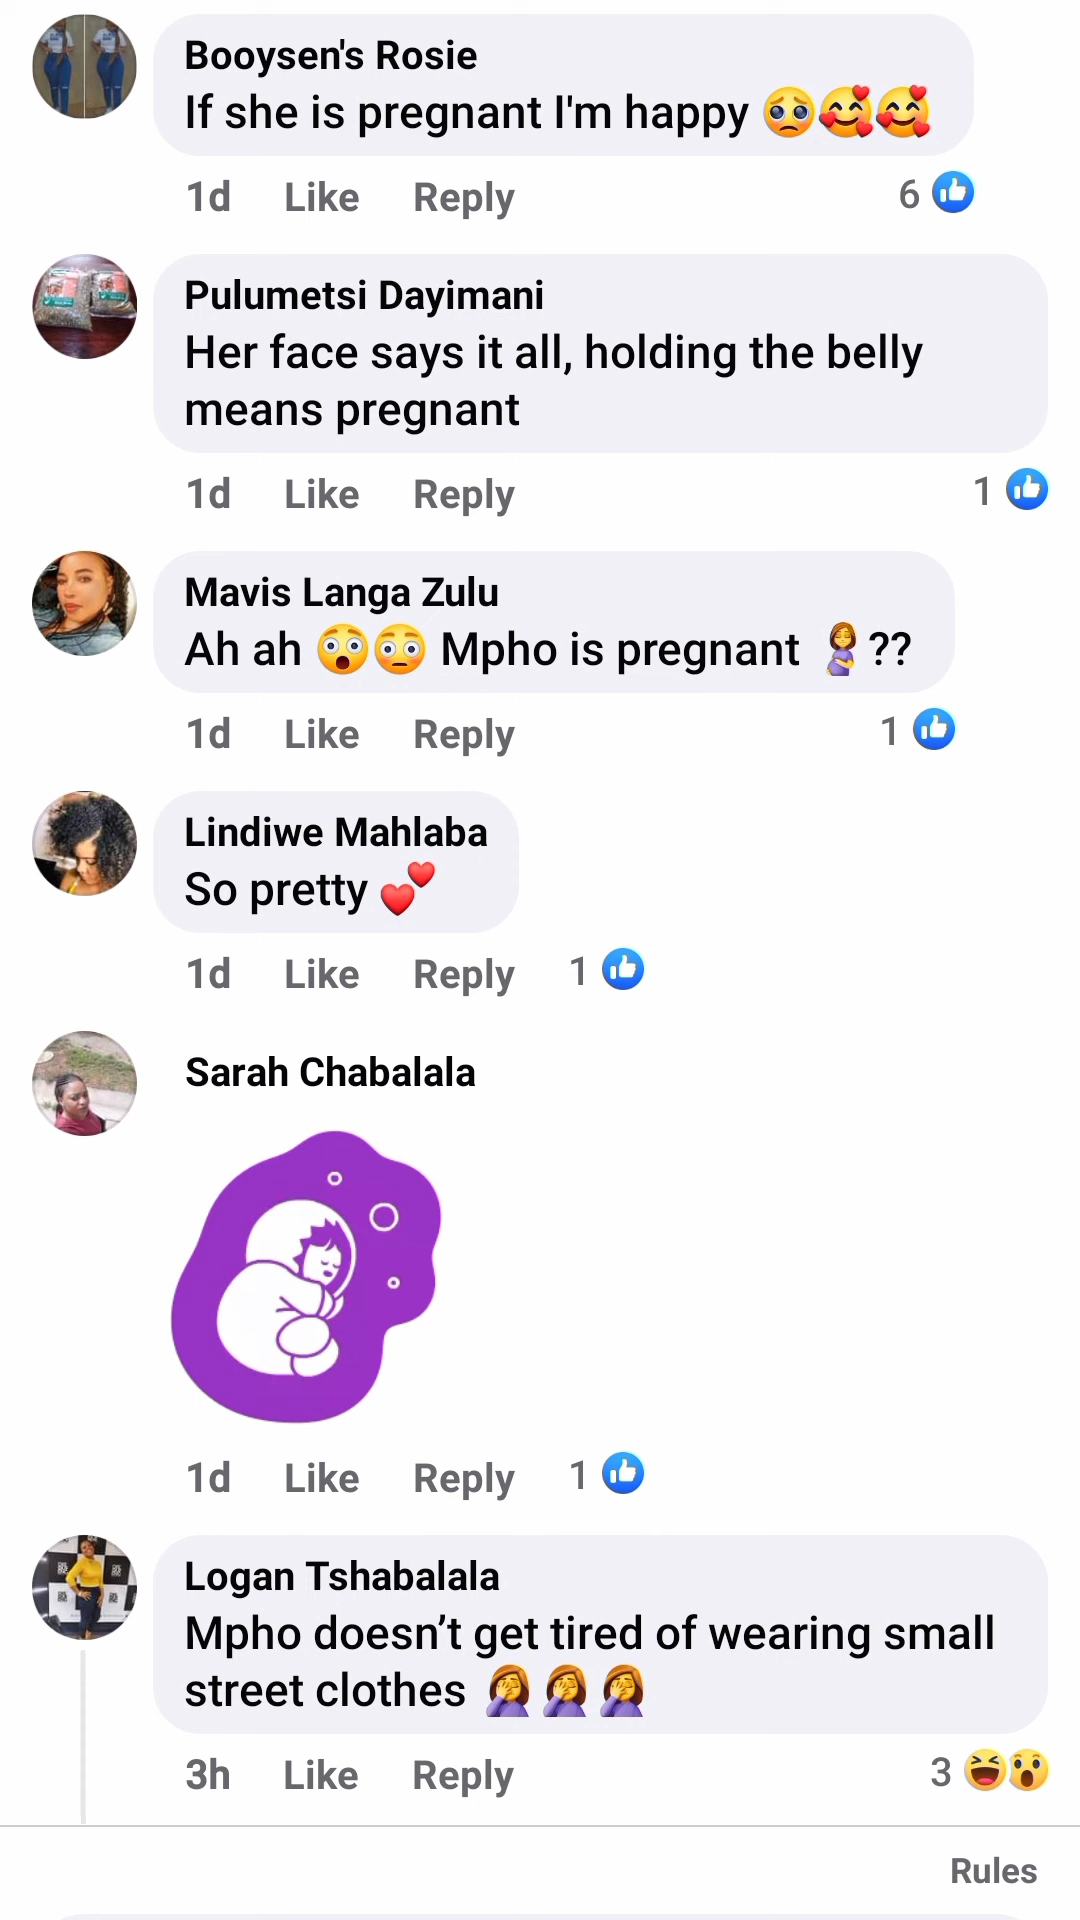 Booysen's Rosie
If she is pregnant I'm happy 🥺🥰🥰
1d Like Reply 6
Pulumetsi Dayimani
Her face says it all, holding the belly
means pregnant
1d Like Reply 1
Mavis Langa Zulu
Ah ah 😳😳 Mpho is pregnant 🤰??
1d Like Reply 1
Lindiwe Mahlaba
So pretty 💕
1d Like Reply 1
Sarah Chabalala
1d Like Reply 1
Logan Tshabalala
Mpho doesn’t get tired of wearing small
street clothes 🤦‍♀️🤦‍♀️🤦‍♀️
3h Like Reply 3
Rules